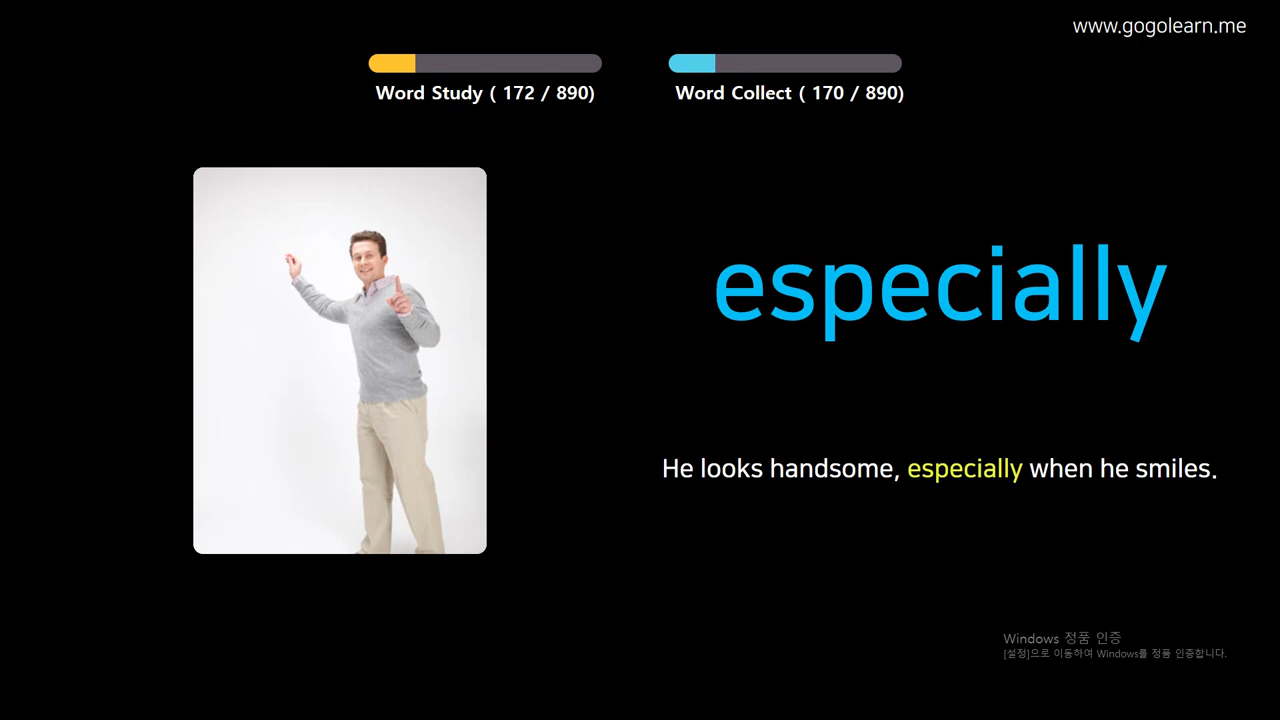 www.gogolearn.me
Word Study ( 172 / 890)
Word Collect ( 170 / 890)
especially
He looks handsome, especially when he smiles.
Windows 정품 인증
[설정]으로 이동하여 Windows를 정품 인증합니다.